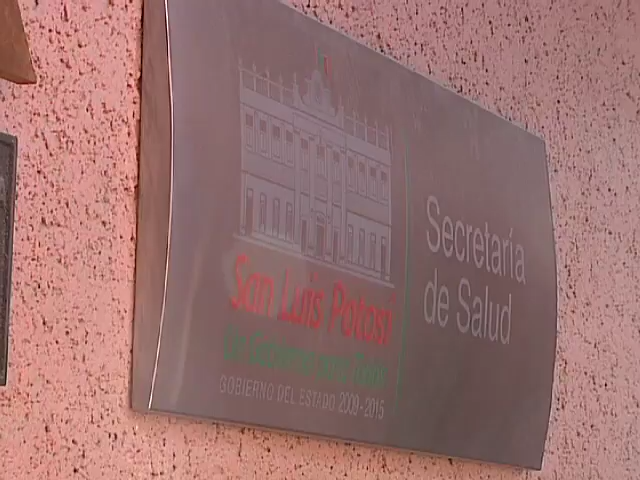 San Luis Potosí
Un Gobierno para Todos
GOBIERNO DEL ESTADO 2009-2015
Secretaría
de Salud